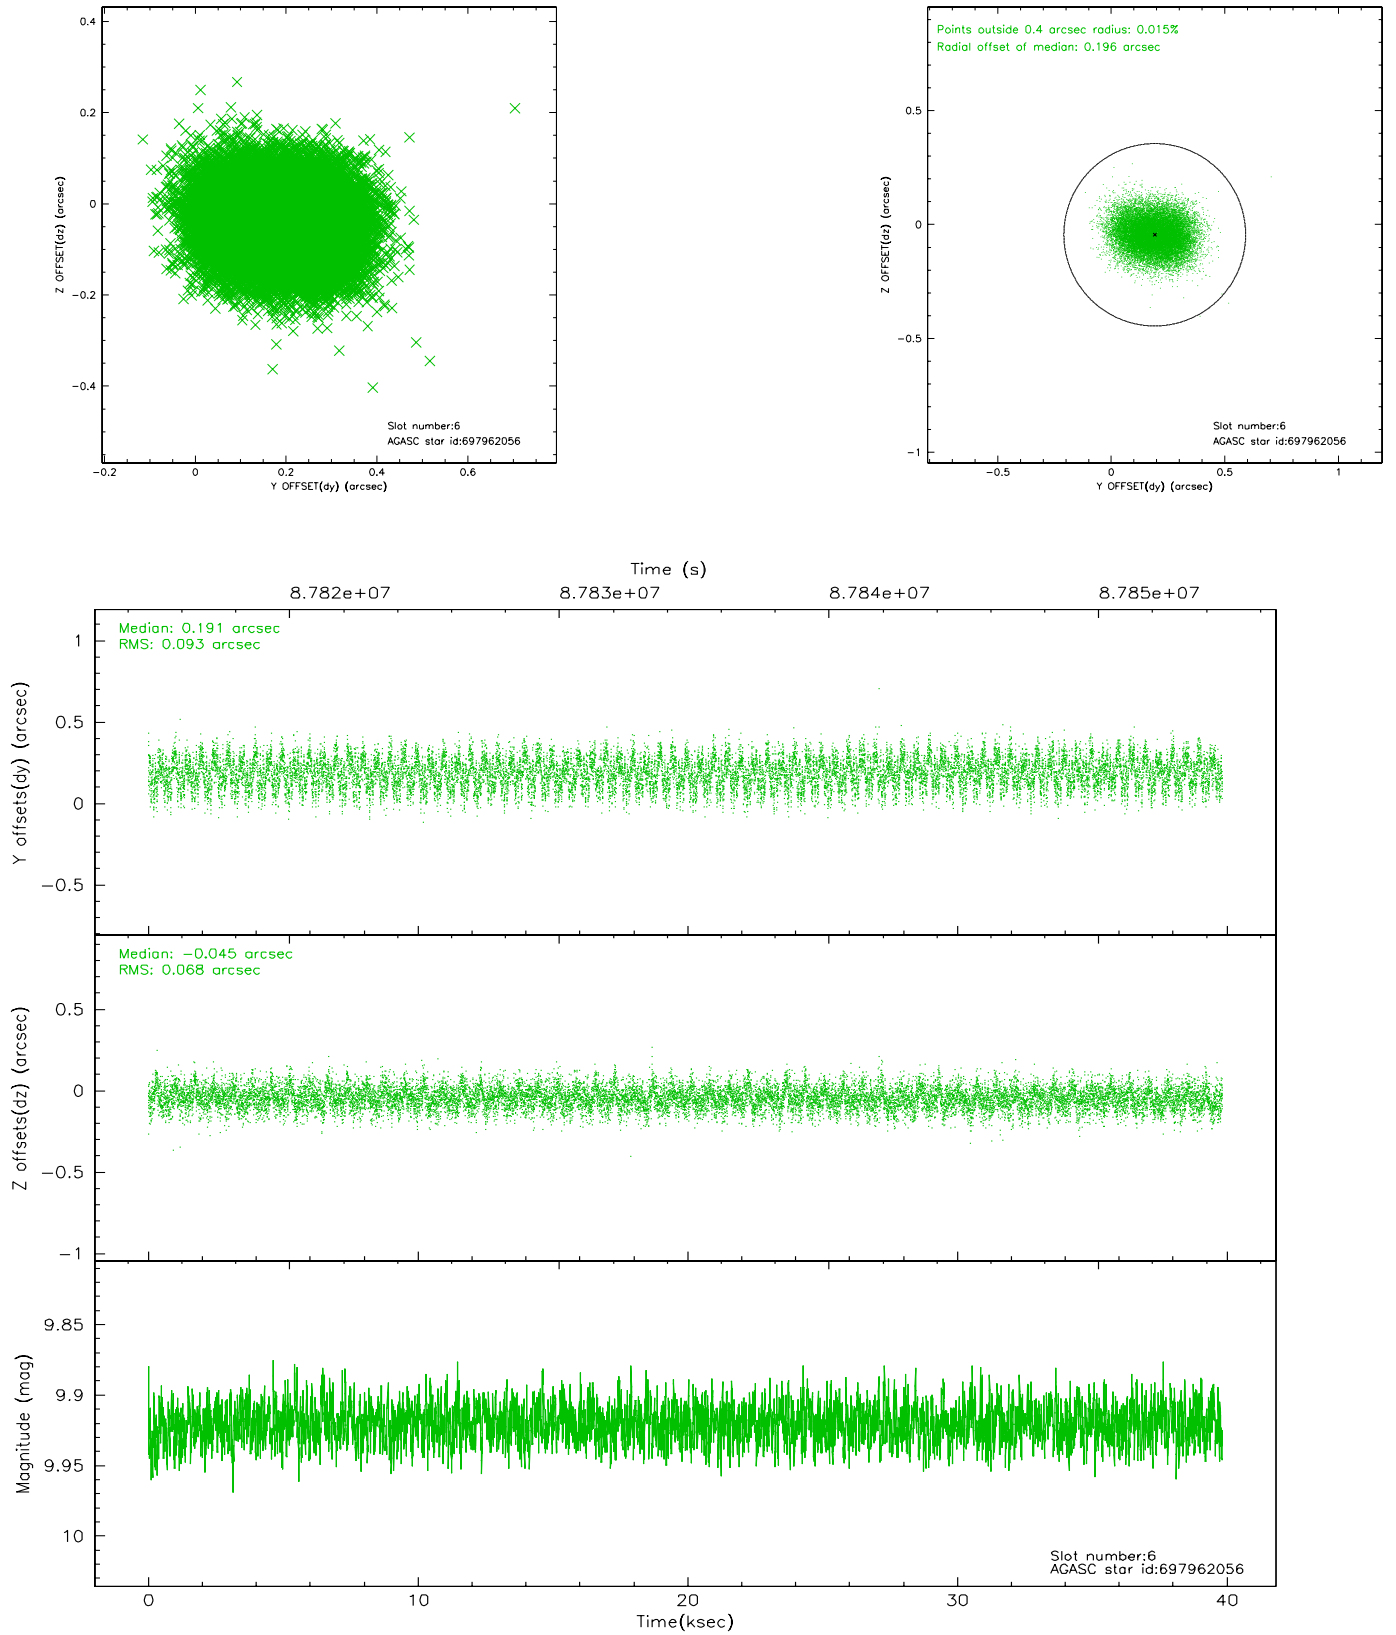 0.4
0.2
0
−0.2
−0.4
Z OFFSET(dz) (arcsec)
Slot number:6
AGASC star id:697962056
−0.2
0
0.2
0.4
0.6
Y OFFSET(dy) (arcsec)
Points outside 0.4 arcsec radius: 0.015%
Radial offset of median: 0.196 arcsec
0.5
0
−0.5
−1
Z OFFSET(dz) (arcsec)
Slot number:6
AGASC star id:697962056
−0.5
0
0.5
1
Y OFFSET(dy) (arcsec)
Time (s)
8.782e+07
8.783e+07
8.784e+07
8.785e+07
Median: 0.191 arcsec
RMS: 0.093 arcsec
1
0.5
0
−0.5
Y offsets(dy) (arcsec)
Median: −0.045 arcsec
RMS: 0.068 arcsec
0.5
0
−0.5
−1
Z offsets(dz) (arcsec)
9.85
9.9
9.95
10
Magnitude (mag)
Slot number:6
AGASC star id:697962056
0
10
20
30
40
Time(ksec)